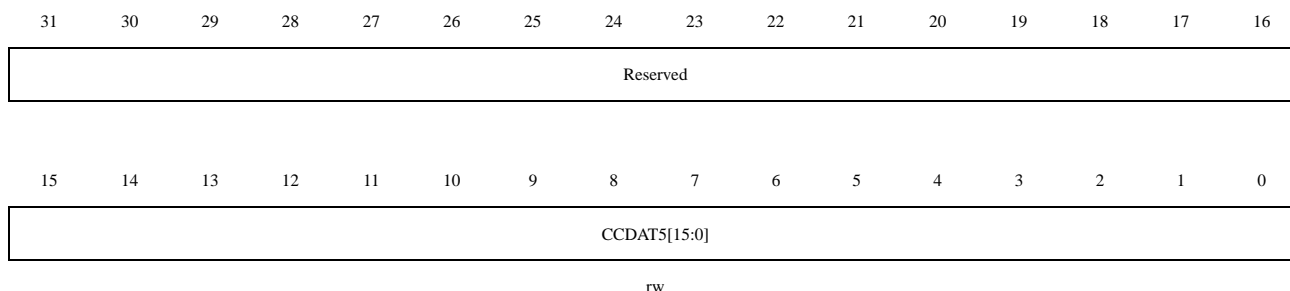 31 30 29 28 27 26 25 24 23 22 21 20 19 18 17 16
Reserved
15 14 13 12 11 10 9 8 7 6 5 4 3 2 1 0
CCDAT5[15:0]
rw